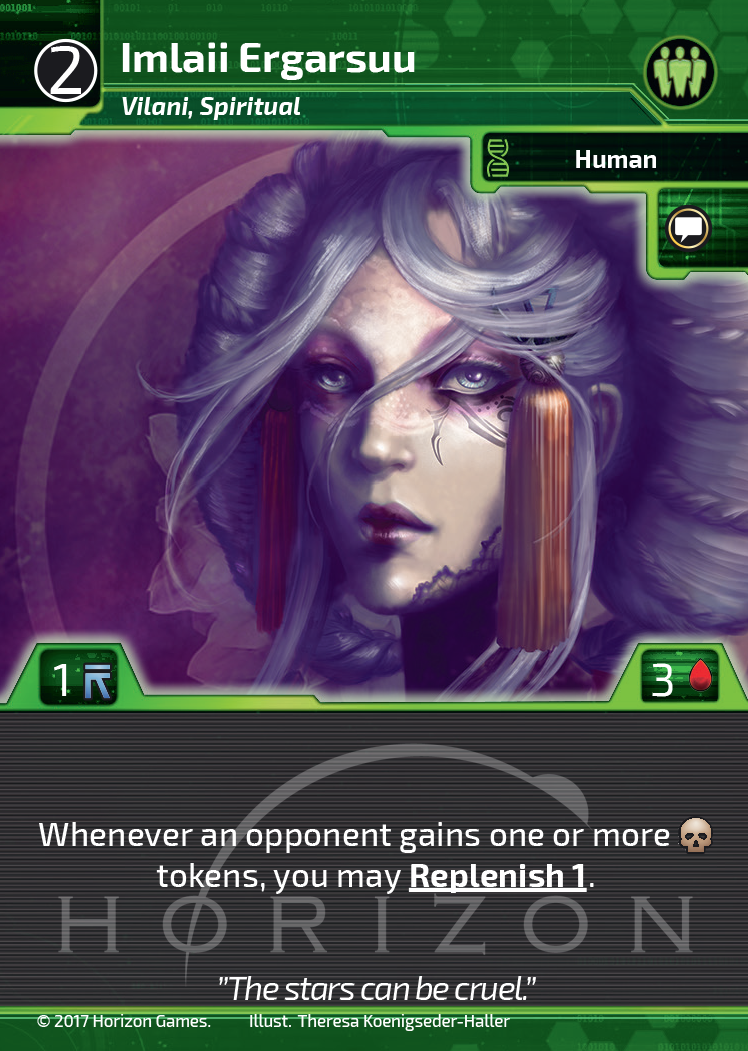 2
Imlaii Ergarsuu
Vilani, Spiritual
Human
1
3
Whenever an opponent gains one or more
tokens, you may Replenish 1.
HORIZON
"The stars can be cruel."
© 2017 Horizon Games. Illust. Theresa Koenigseder-Haller